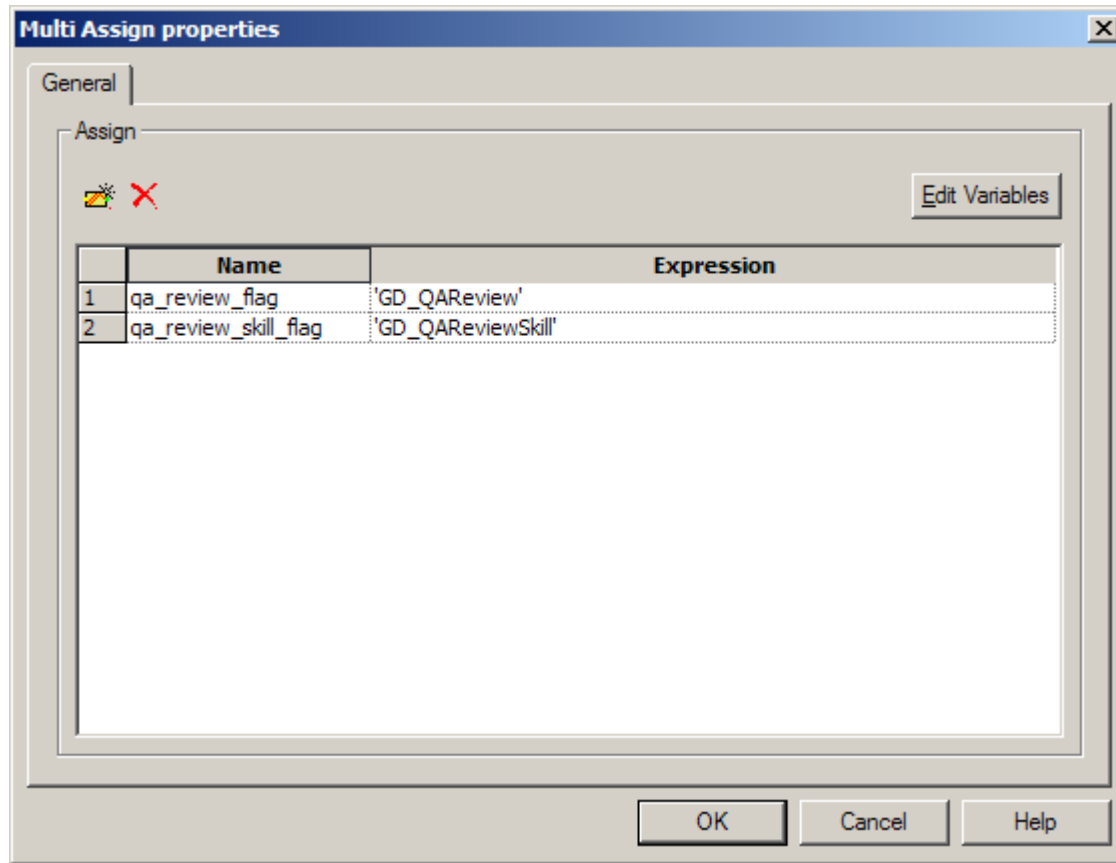 Multi Assign properties
General
Assign
Edit Variables
Name Expression
1 qa_review_flag 'GD_QAReview'
2 qa_review_skill_flag 'GD_QAReviewSkill'
OK Cancel Help